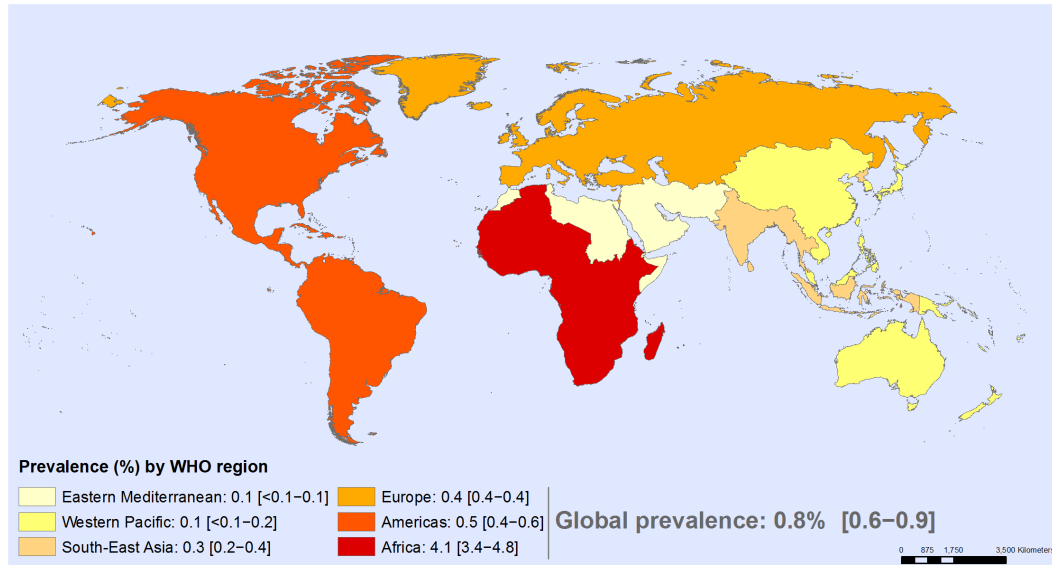 Prevalence (%) by WHO region
Eastern Mediterranean: 0.1 [<0.1−0.1]
Western Pacific: 0.1 [<0.1−0.2]
South-East Asia: 0.3 [0.2−0.4]
Europe: 0.4 [0.4−0.4]
Americas: 0.5 [0.4−0.6]
Africa: 4.1 [3.4−4.8]
Global prevalence: 0.8% [0.6−0.9]
0 875 1,750 3,500 Kilometers